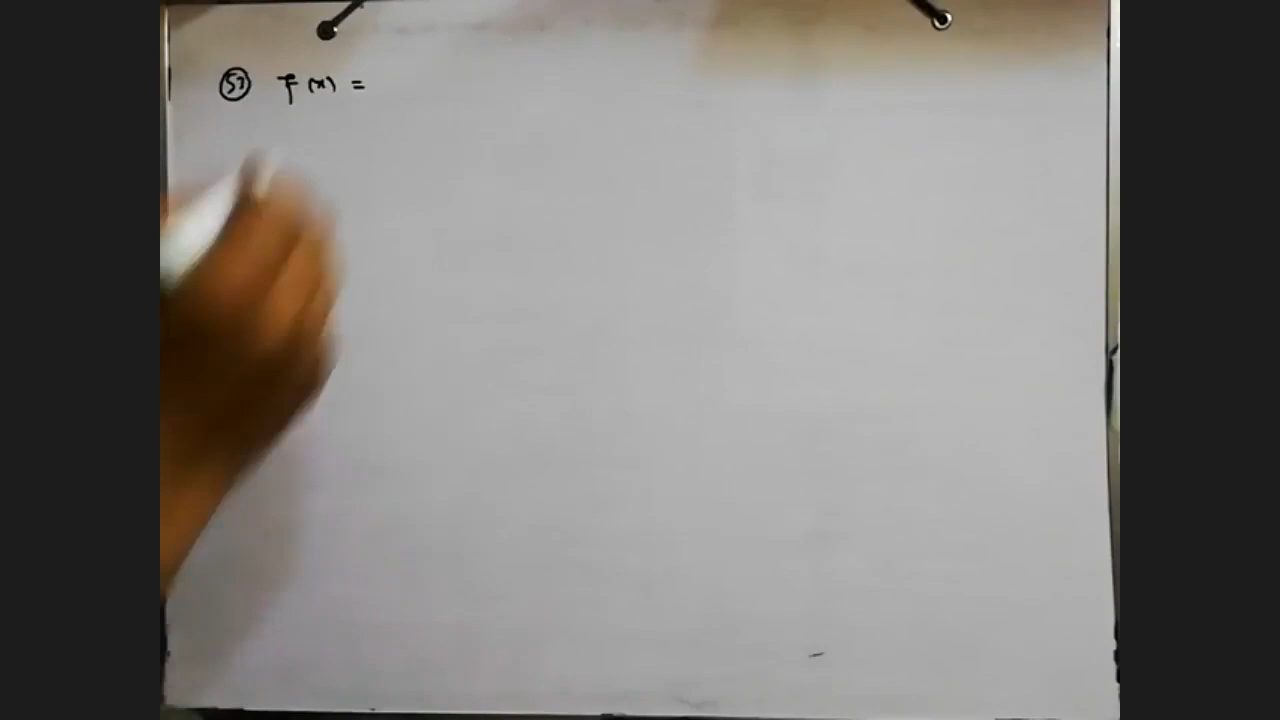 57 f(x) =